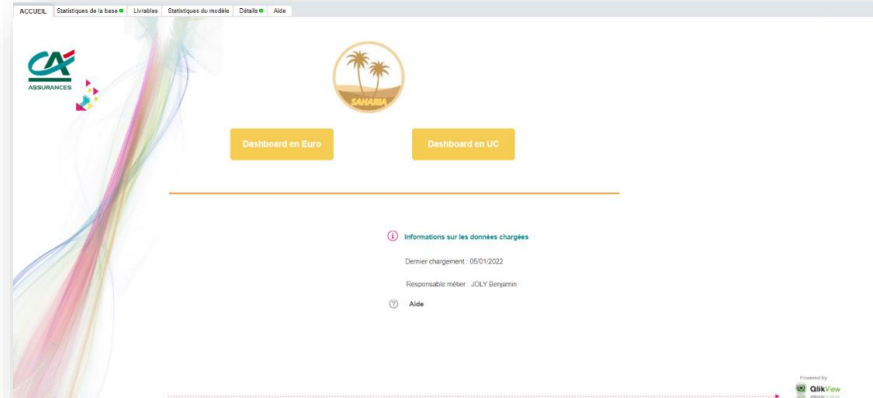 ACCUEIL Statistiques de la base Livrables Statistiques du modèle Détails Aide
CA
ASSURANCES
SAHARIA
Dashboard en Euro Dashboard en UC
Informations sur les données chargées
Dernier chargement : 05/01/2022
Responsable métier : JOLY Benjamin
? Aide
Powered by
QlikView